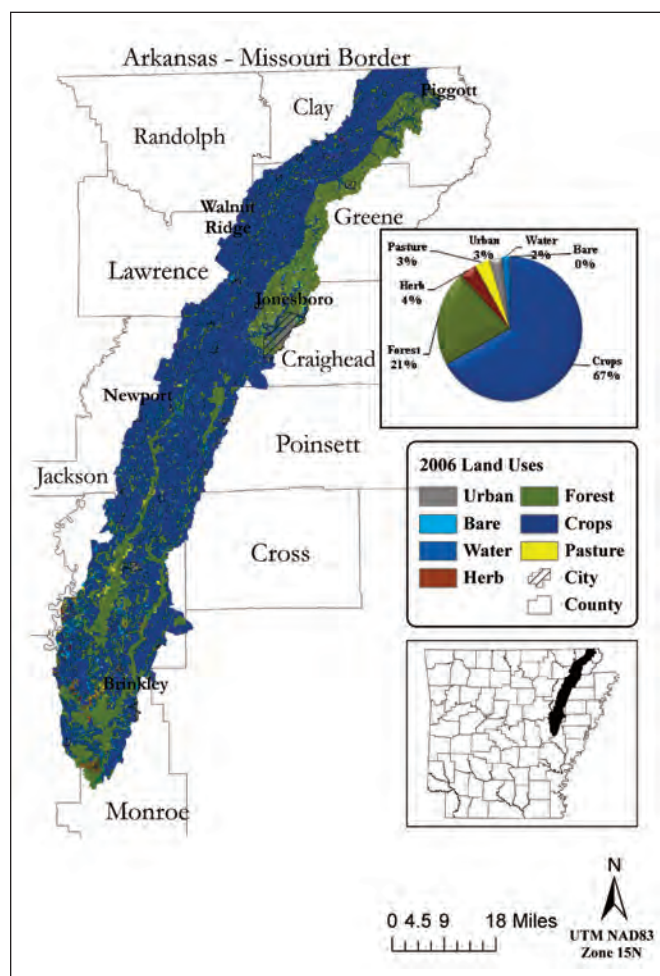 Arkansas - Missouri Border
Clay
Piggott
Randolph
Walnut
Ridge
Greene
Lawrence
Jonesboro
Craighead
Newport
Poinsett
Jackson
Cross
Brinkley
Monroe
Pasture
3%
Urban
3%
Water
2%
Bare
0%
Herb
4%
Forest
21%
Crops
67%
2006 Land Uses
Urban
Forest
Bare
Crops
Water
Pasture
Herb
City
County
N
0 4.5 9 18 Miles
UTM NAD83
Zone 15N